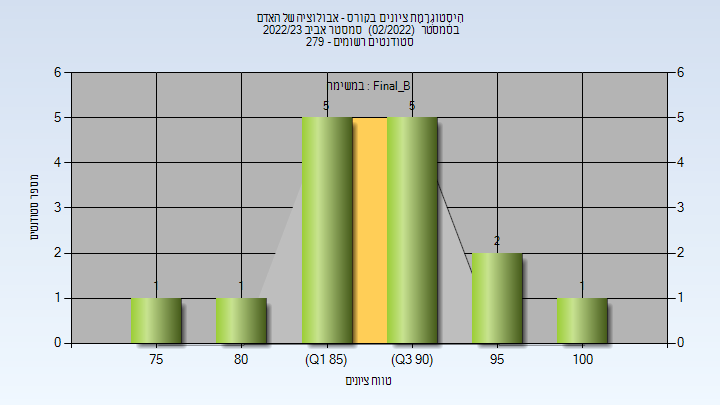 היסטוגרמת ציונים בקורס - אבולוציה של האדם
בסמסטר (02/2022) סמסטר אביב 2022/23
סטודנטים רשומים - 279
במשימה : Final_B
6 6
5 5
4 4
3 3
2 2
1 1
0 0
1 1 5 5 2 1
75 80 (Q1 85) (Q3 90) 95 100
מספר סטודנטים
טווח ציונים